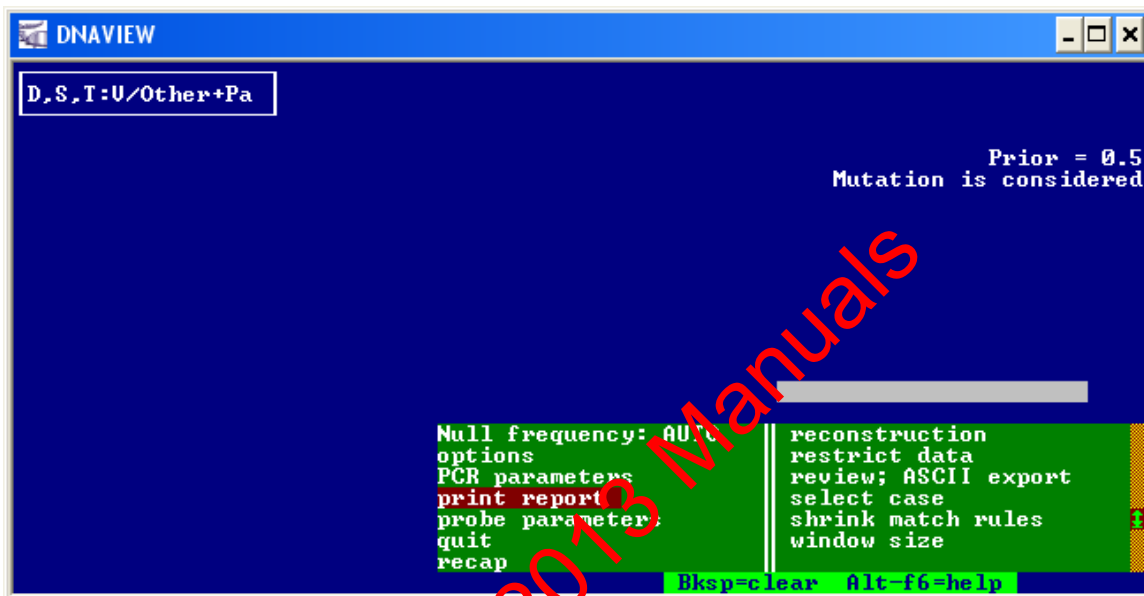 DNAVIEW
D,S,T:U/Other+Pa
Prior = 0.5
Mutation is considered
Null frequency: AUTO
options
PCR parameters
print report
probe parameters
quit
recap
reconstruction
restrict data
review; ASCII export
select case
shrink match rules
window size
Bksp=clear Alt-f6=help
2013 Manuals